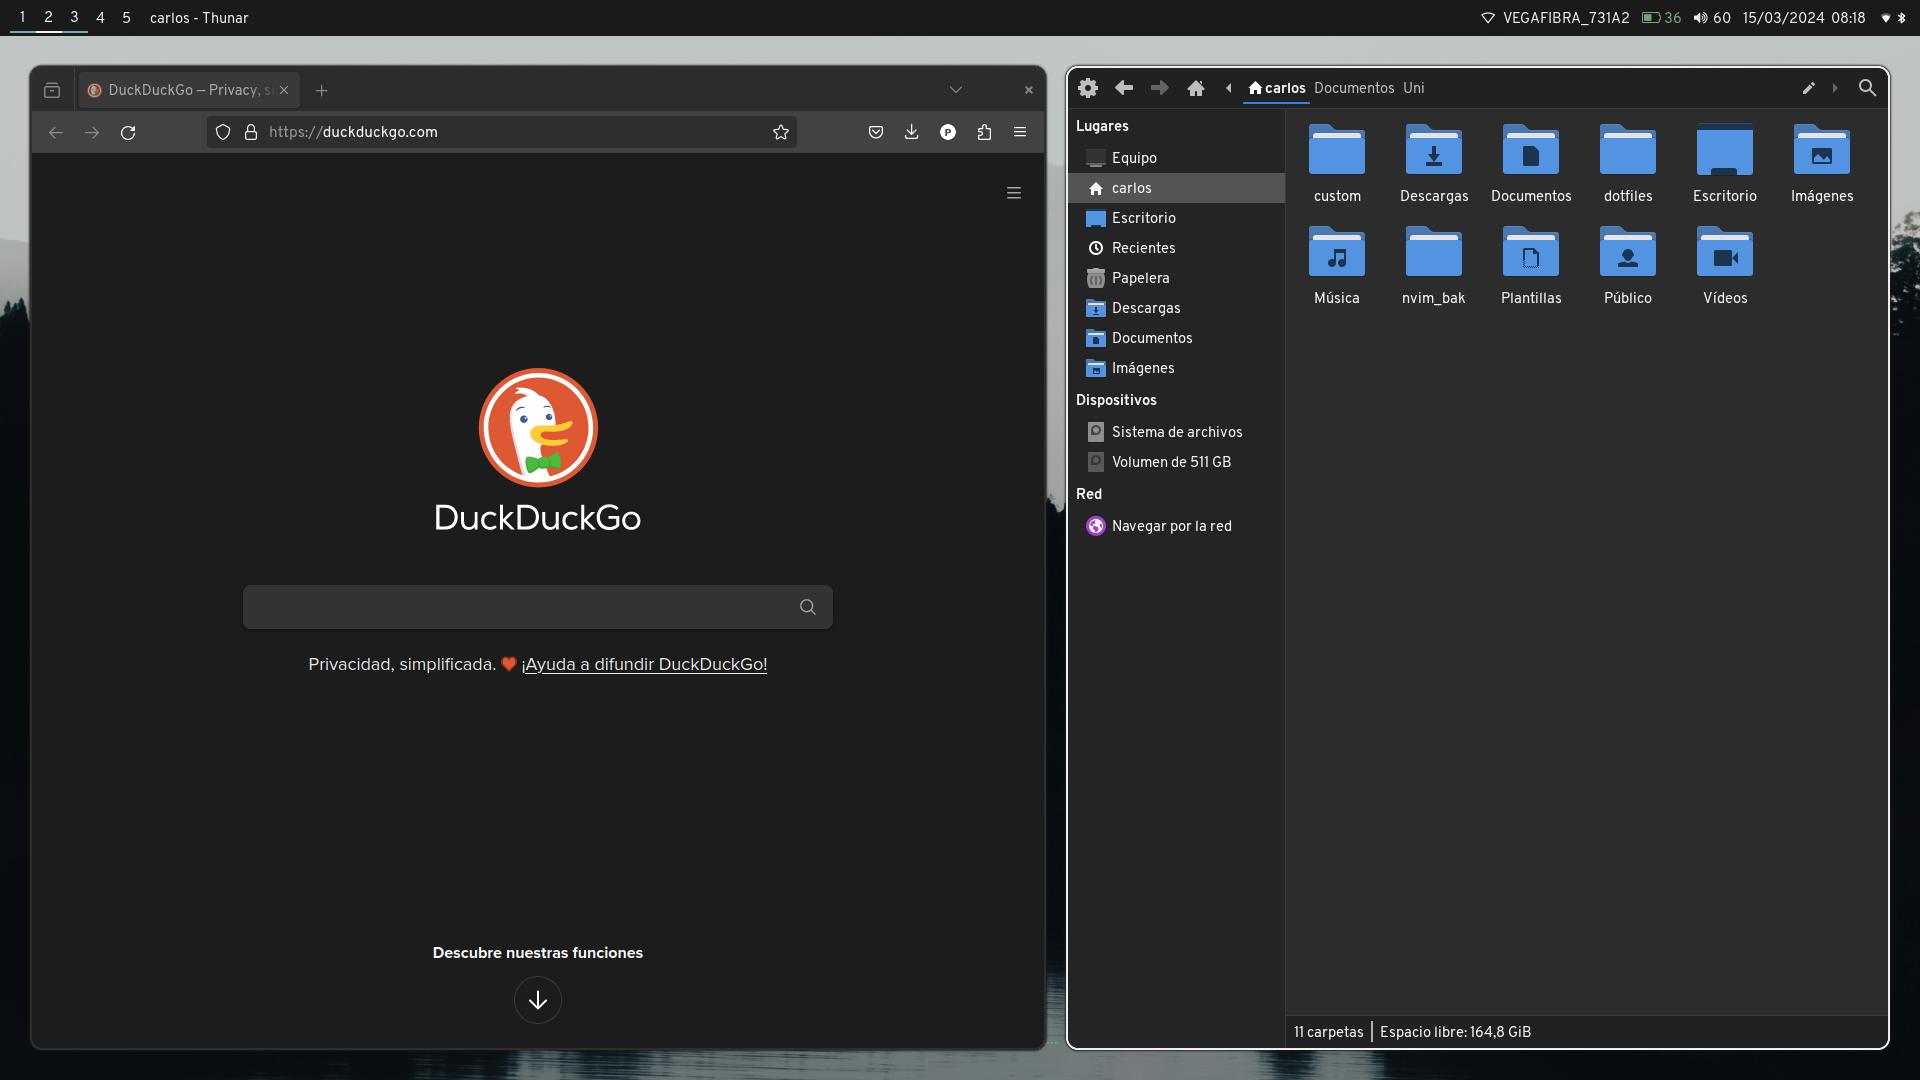 1 2 3 4 5 carlos - Thunar
VEGAFIBRA_731A2 36 60 15/03/2024 08:18
DuckDuckGo — Privacy, s
https://duckduckgo.com
DuckDuckGo
Privacidad, simplificada. ¡Ayuda a difundir DuckDuckGo!
Descubre nuestras funciones
carlos Documentos Uni
Lugares
Equipo
carlos
Escritorio
Recientes
Papelera
Descargas
Documentos
Imágenes
Dispositivos
Sistema de archivos
Volumen de 511 GB
Red
Navegar por la red
custom Descargas Documentos dotfiles Escritorio Imágenes
Música nvim_bak Plantillas Público Vídeos
11 carpetas Espacio libre: 164,8 GiB